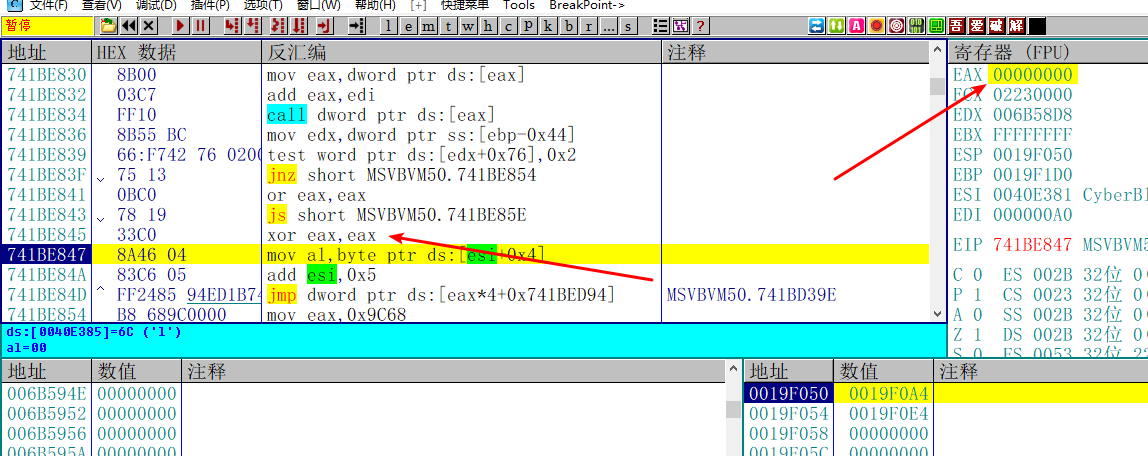 C 文件(F) 查看(V) 调试(D) 插件(P) 选项(T) 窗口(W) 帮助(H) [+] 快捷菜单 Tools BreakPoint->
暂停 l e m t w h c p k b r ... s ? 吾 爱 破 解
地址 HEX 数据 反汇编 注释 寄存器 (FPU)
741BE830 8B00 mov eax,dword ptr ds:[eax] EAX 00000000
741BE832 03C7 add eax,edi ECX 02230000
741BE834 FF10 call dword ptr ds:[eax] EDX 006B58D8
741BE836 8B55 BC mov edx,dword ptr ss:[ebp-0x44] EBX FFFFFFFF
741BE839 66:F742 76 0200 test word ptr ds:[edx+0x76],0x2 ESP 0019F050
741BE83F 75 13 jnz short MSVBVM50.741BE854 EBP 0019F1D0
741BE841 0BC0 or eax,eax ESI 0040E381 CyberBl
741BE843 78 19 js short MSVBVM50.741BE85E EDI 000000A0
741BE845 33C0 xor eax,eax
741BE847 8A46 04 mov al,byte ptr ds:[esi+0x4] EIP 741BE847 MSVBVM5
741BE84A 83C6 05 add esi,0x5 C 0 ES 002B 32位 0(
741BE84D FF2485 94ED1B74 jmp dword ptr ds:[eax*4+0x741BED94] MSVBVM50.741BD39E P 1 CS 0023 32位 0(
741BE854 B8 689C0000 mov eax,0x9C68 A 0 SS 002B 32位 0(
ds:[0040E385]=6C ('l') Z 1 DS 002B 32位 0(
al=00 S 0 FS 0053 32位
地址 数值 注释 地址 数值 注释
006B594E 00000000 0019F050 0019F0A4
006B5952 00000000 0019F054 0019F0E4
006B5956 00000000 0019F058 00000000
006B595A 00000000 0019F05C 00000000